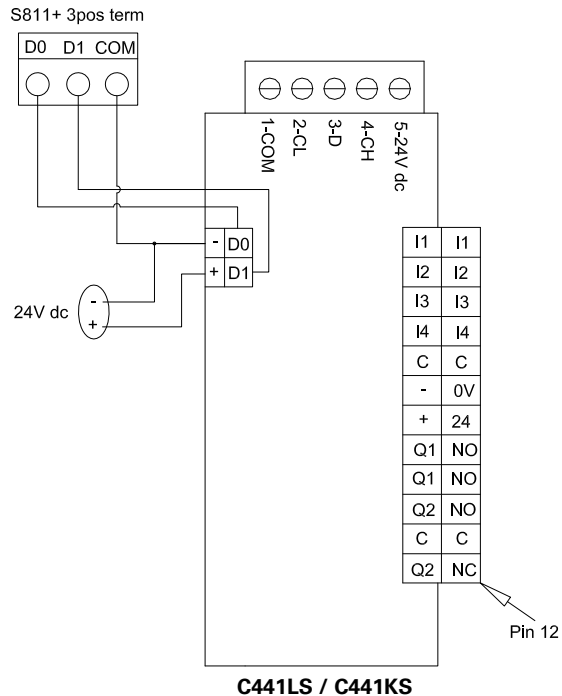 S811+ 3pos term
D0 D1 COM
1-COM
2-CL
3-D
4-CH
5-24V dc
- D0
+ D1
24V dc
-
+
I1 I1
I2 I2
I3 I3
I4 I4
C C
- 0V
+ 24
Q1 NO
Q1 NO
Q2 NO
C C
Q2 NC
Pin 12
C441LS / C441KS